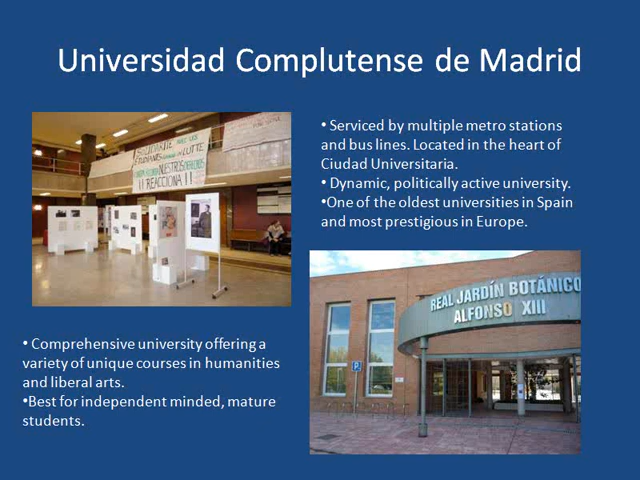 Universidad Complutense de Madrid
• Serviced by multiple metro stations
and bus lines. Located in the heart of
Ciudad Universitaria.
• Dynamic, politically active university.
•One of the oldest universities in Spain
and most prestigious in Europe.
!! REACCIONA !!
REAL JARDÍN BOTÁNICO
ALFONSO XIII
P
• Comprehensive university offering a
variety of unique courses in humanities
and liberal arts.
•Best for independent minded, mature
students.